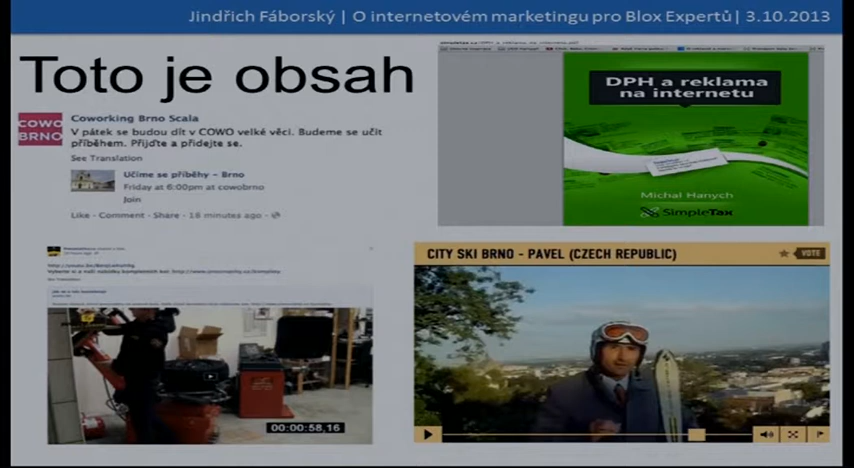 Jindřich Fáborský | O internetovém marketingu pro Blox Expertů| 3.10.2013
Toto je obsah
COWO
BRNO
Coworking Brno Scala
V pátek se budou dít v COWO velké věci. Budeme se učit
příběhem. Přijďte a přidejte se.
See Translation
Učíme se příběhy – Brno
Friday at 6:00pm at cowobrno
Join
Like · Comment · Share · 18 minutes ago ·
DPH a reklama
na internetu
Michal Hanych
SimpleTax
CITY SKI BRNO - PAVEL (CZECH REPUBLIC)
VOTE
00:00:58,16